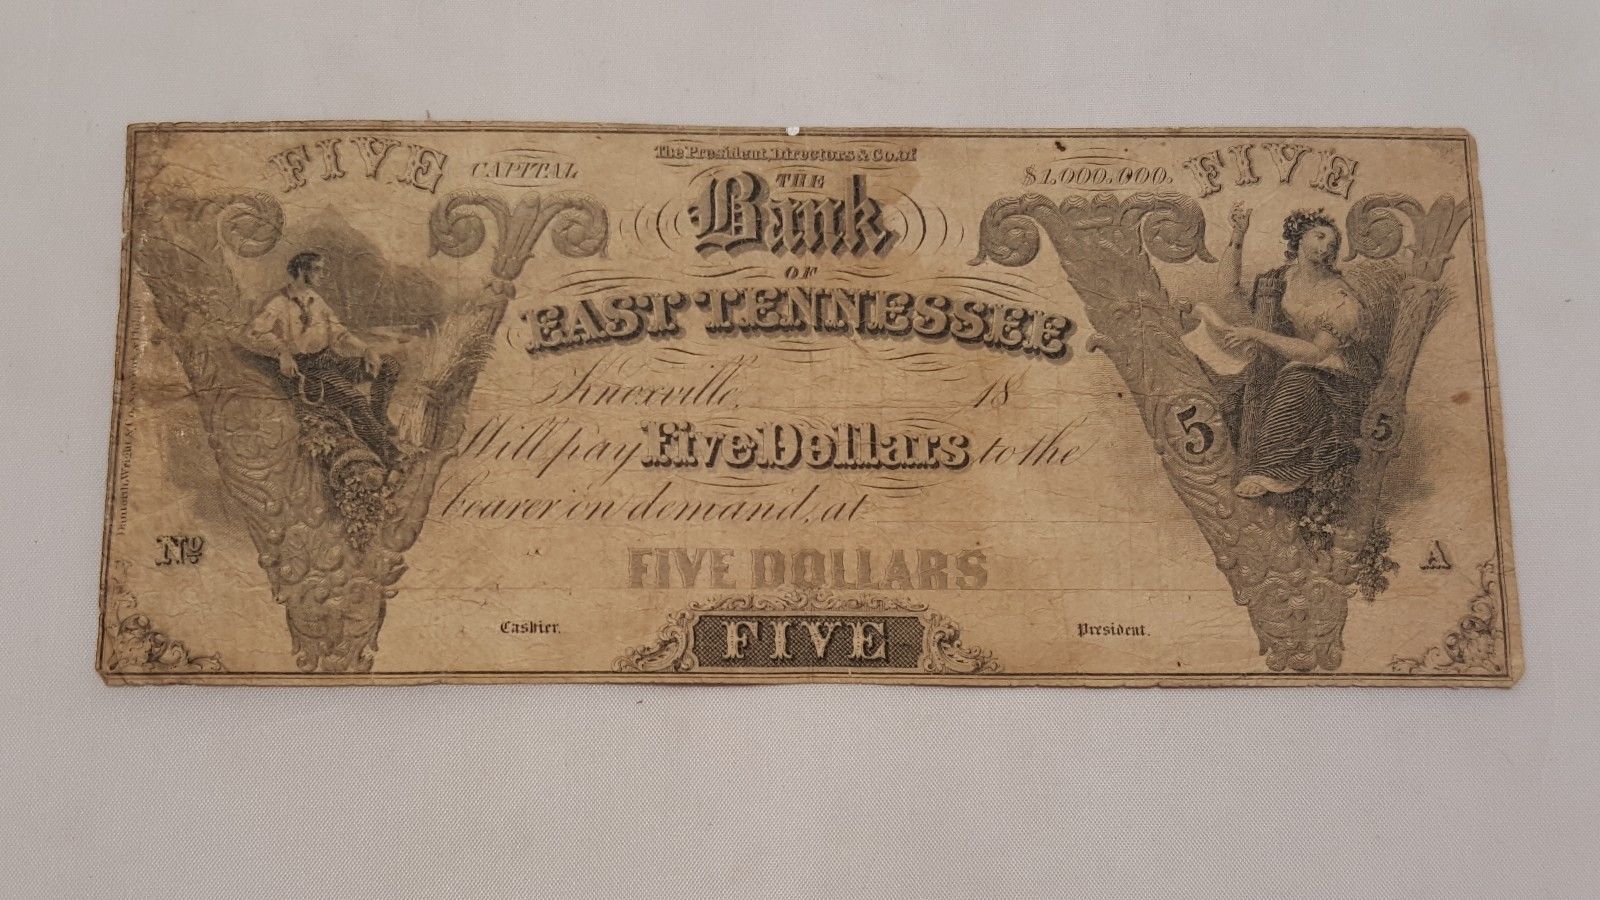 FIVE CAPITAL The President, Directors & Co. of $1,000,000, FIVE
THE
Bank
OF
EAST TENNESSEE
Knoxville, 18
Will pay Five Dollars to the
5 5
bearer on demand, at
No A
FIVE DOLLARS
Cashier. FIVE President.